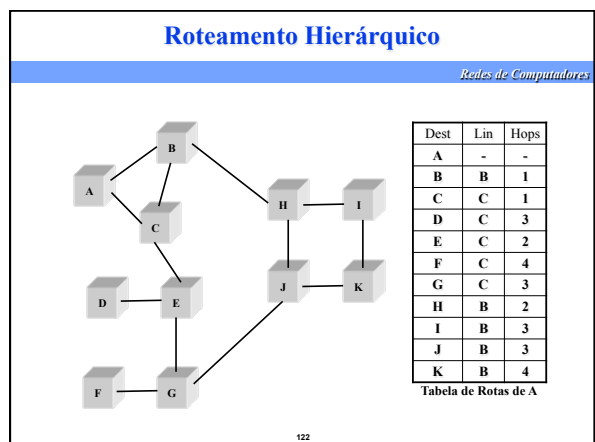 Roteamento Hierárquico
Redes de Computadores
B
A
C
H
I
D
E
J
K
F
G
Dest Lin Hops
A - -
B B 1
C C 1
D C 3
E C 2
F C 4
G C 3
H B 2
I B 3
J B 3
K B 4
Tabela de Rotas de A
122